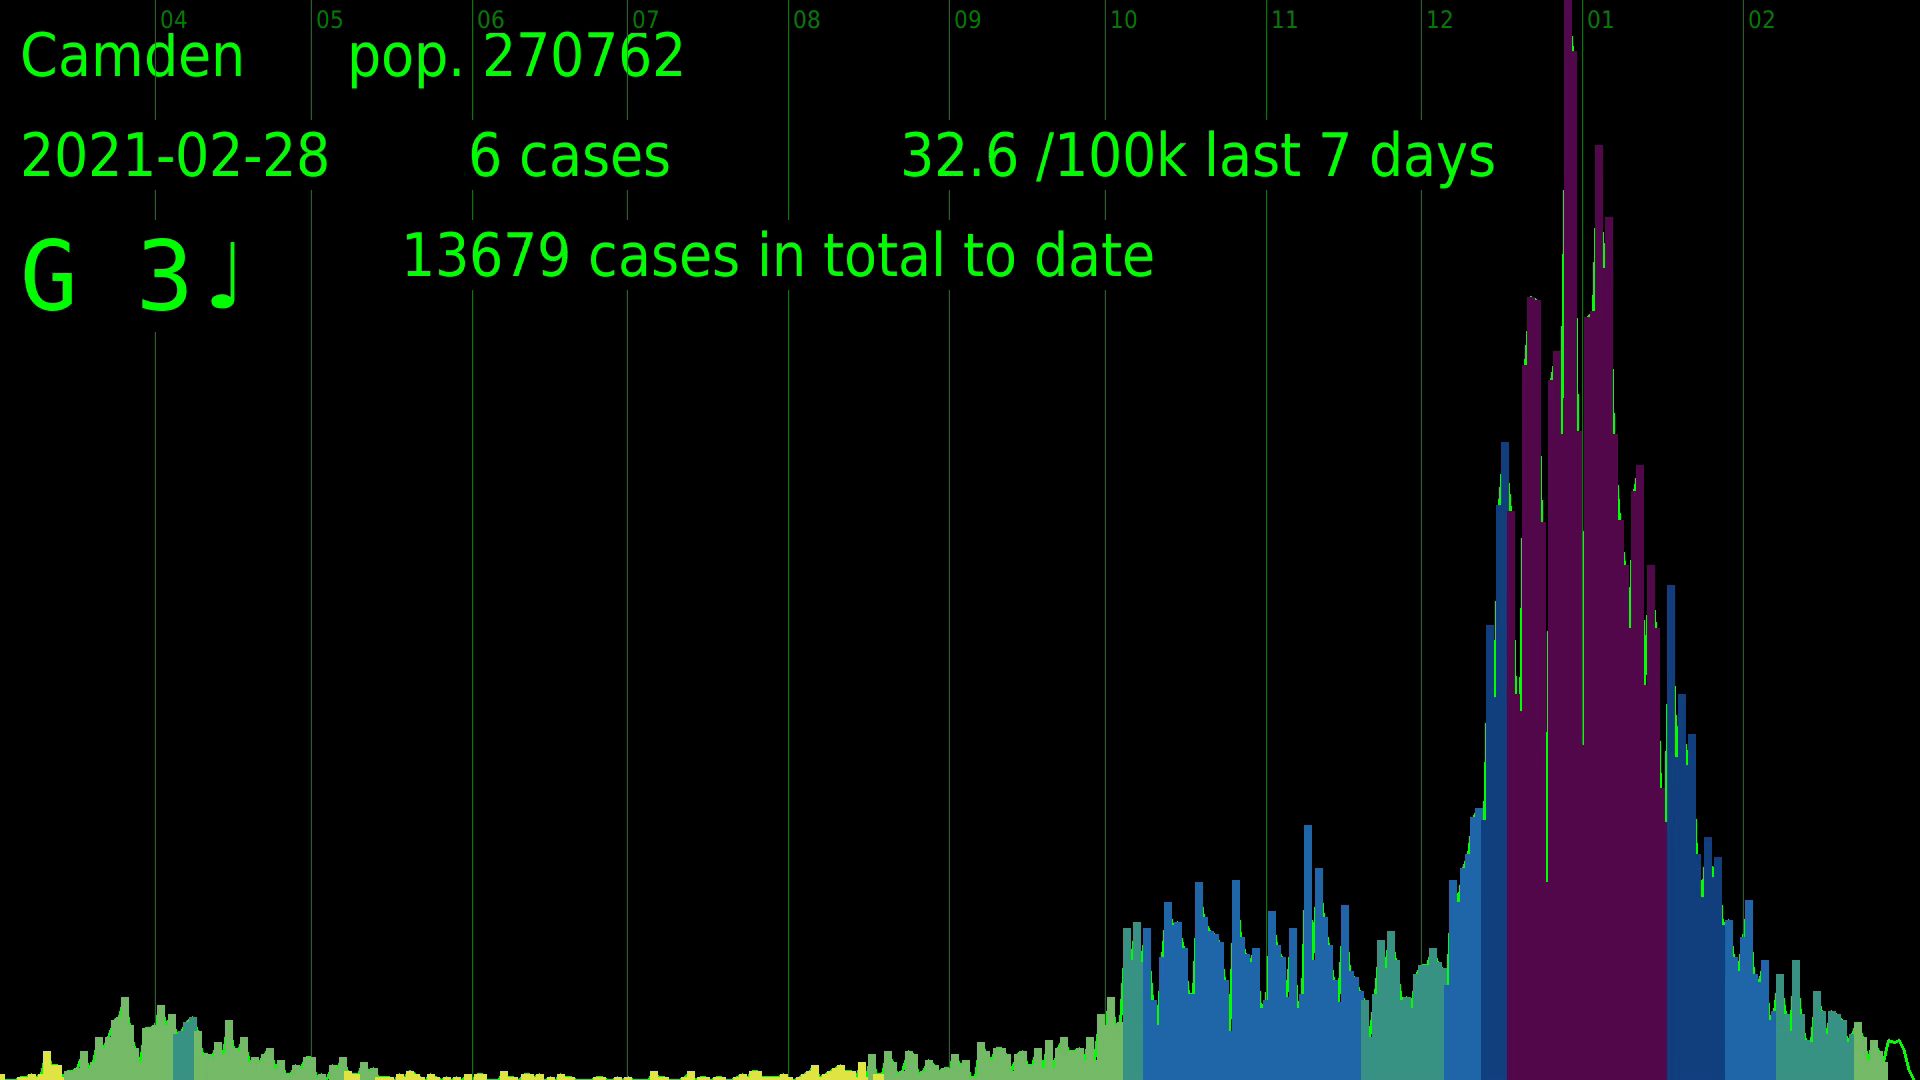 04 05 06 07 08 09 10 11 12 01 02
Camden pop. 270762
2021-02-28 6 cases 32.6 /100k last 7 days
G 3♩ 13679 cases in total to date